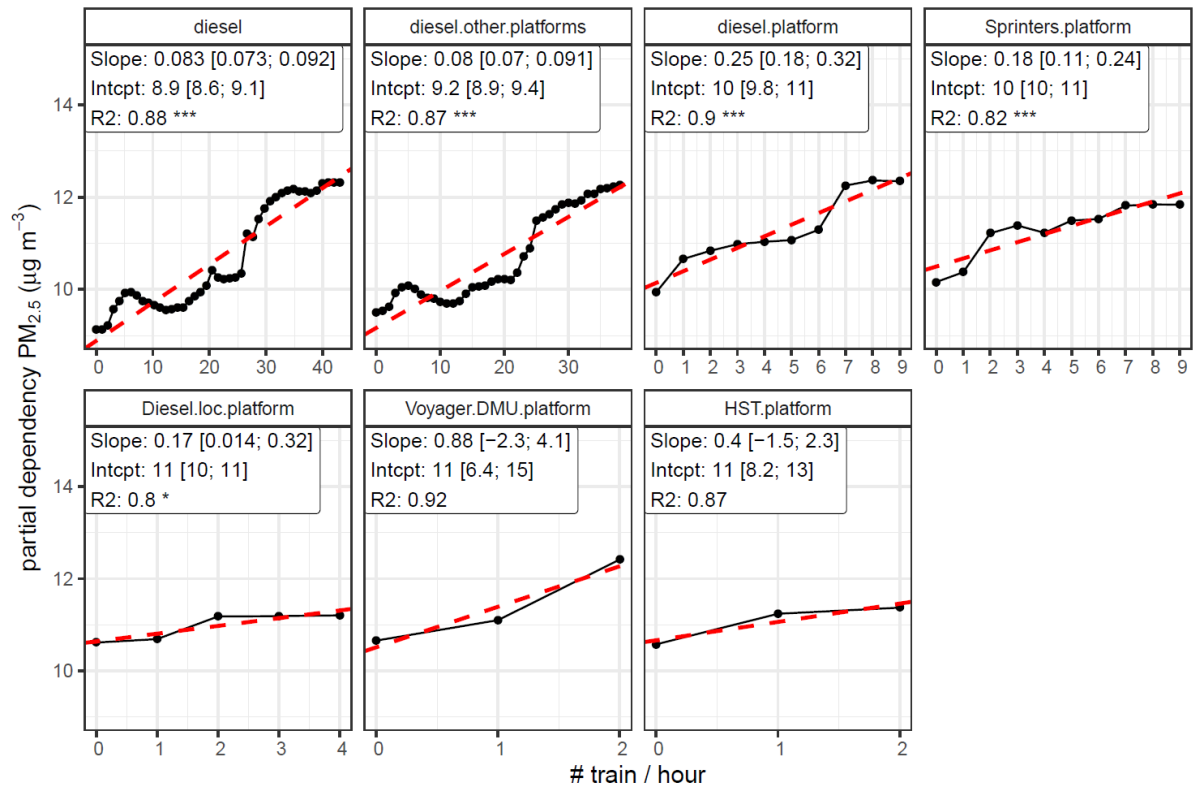 diesel
Slope: 0.083 [0.073; 0.092]
Intcpt: 8.9 [8.6; 9.1]
R2: 0.88 ***
diesel.other.platforms
Slope: 0.08 [0.07; 0.091]
Intcpt: 9.2 [8.9; 9.4]
R2: 0.87 ***
diesel.platform
Slope: 0.25 [0.18; 0.32]
Intcpt: 10 [9.8; 11]
R2: 0.9 ***
Sprinters.platform
Slope: 0.18 [0.11; 0.24]
Intcpt: 10 [10; 11]
R2: 0.82 ***
14
12
10
0 10 20 30 40
0 10 20 30
0 1 2 3 4 5 6 7 8 9
0 1 2 3 4 5 6 7 8 9
partial dependency PM₂.₅ (µg m⁻³)
Diesel.loc.platform
Slope: 0.17 [0.014; 0.32]
Intcpt: 11 [10; 11]
R2: 0.8 *
Voyager.DMU.platform
Slope: 0.88 [−2.3; 4.1]
Intcpt: 11 [6.4; 15]
R2: 0.92
HST.platform
Slope: 0.4 [−1.5; 2.3]
Intcpt: 11 [8.2; 13]
R2: 0.87
14
12
10
0 1 2 3 4
0 1 2
0 1 2
# train / hour